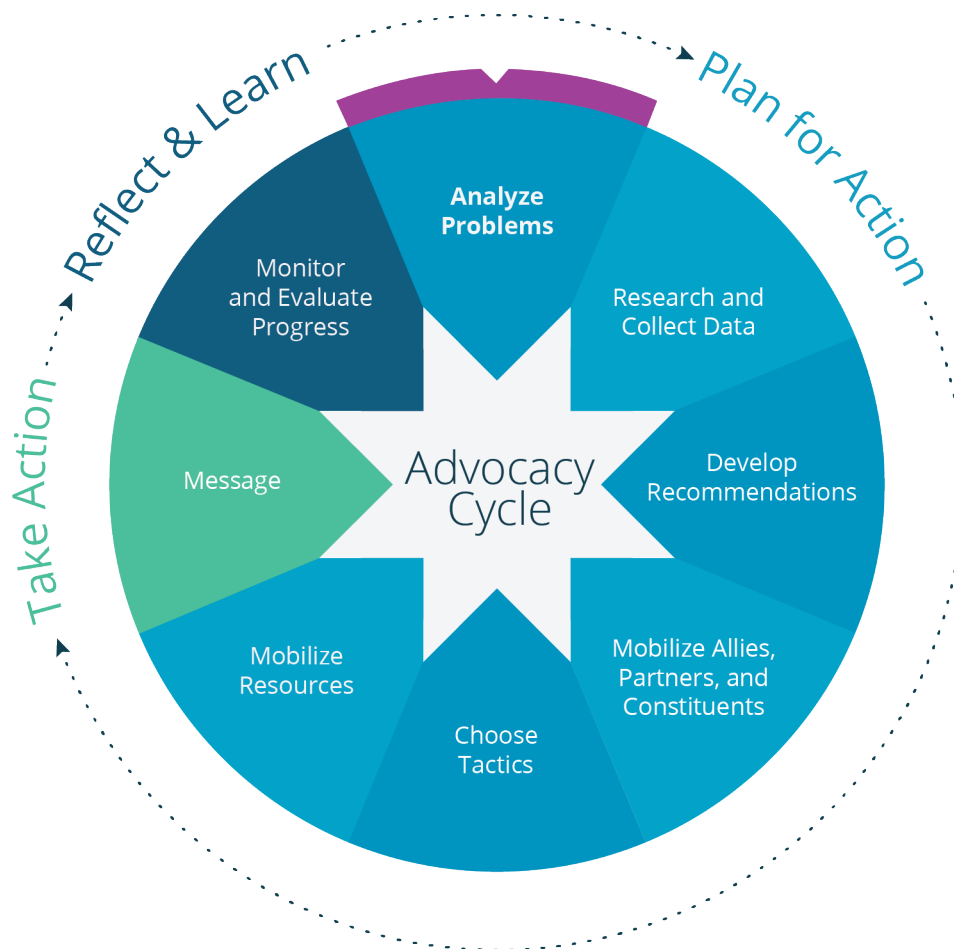 Reflect & Learn
Plan for Action
Take Action
Analyze
Problems
Research and
Collect Data
Develop
Recommendations
Mobilize Allies,
Partners, and
Constituents
Choose
Tactics
Mobilize
Resources
Message
Monitor
and Evaluate
Progress
Advocacy
Cycle